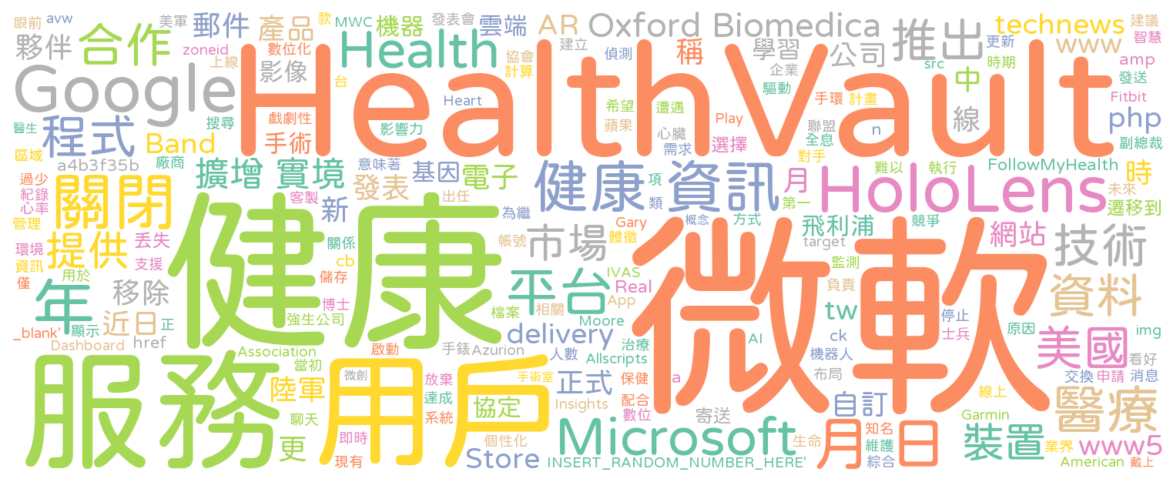 眼前 avw 美軍 郵件 產品 款 MWC 發表會 機器 雲端 AR Oxford Biomedica technews 建議
夥伴 合作 zoneid 數位化 Health 協會 建立 偵測 學習 公司 推出 www 更新 智慧
上線 影像 台 計算 稱 企業 src 時期 amp
Google HealthVault 驅動 中 發送
醫生 程式 搜尋 戲劇性 Heart 希望 遭遇 Play 手環 計畫 線 Fitbit
Band 手術 影響力 蘋果 心臟 選擇 聯盟 n php
區域 a4b3f35b 需求 全息 副總裁
過少 廠商 擴增 實境 意味著 基因 電子 健康 資訊 項 對手 難以 執行 FollowMyHealth 時
紀錄 關閉 客製 發表 出任 類 月 第一 HoloLens 未來
心率 新 為繼 Gary 概念 方式 競爭 遷移到
管理 提供 丟失 健康 關係 帳號 市場 體徵 飛利浦 網站 技術
環境 支援 cb target
資訊 用於 年 移除 儲存 檔案 平台 IVAS 微軟 監測 資料
僅 顯示 正 博士 相關 App Real 負責 tw
_blank' 近日 href 強生公司 Moore delivery 治療 ck 停止 原因 img
Dashboard 手錶 Azurion 人數 Allscripts AI 機器人 士兵 美國 看好
Association 當初 啟動 布局 交換 申請 消息
服務 陸軍 用戶 微創 放棄 手術室 正式 保健 a 自訂 線上 醫療
聊天 達成 協定 Insights 配合 Garmin
更 即時 系統 個性化 數位 寄送 生命 月 日 知名 裝置 業界 www5
現有 Store Microsoft 維護 綜合 American 戴上
INSERT_RANDOM_NUMBER_HERE'